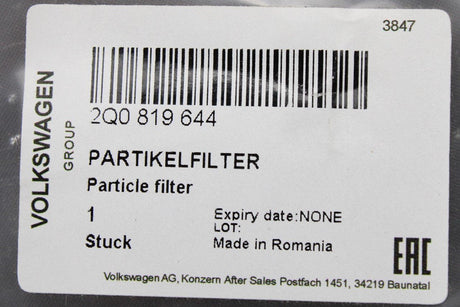 3847
VOLKSWAGEN
GROUP
2Q0 819 644
PARTIKELFILTER
Particle filter
1
Expiry date:NONE
LOT:
Stuck
Made in Romania
EAC
Volkswagen AG, Konzern After Sales Postfach 1451, 34219 Baunatal